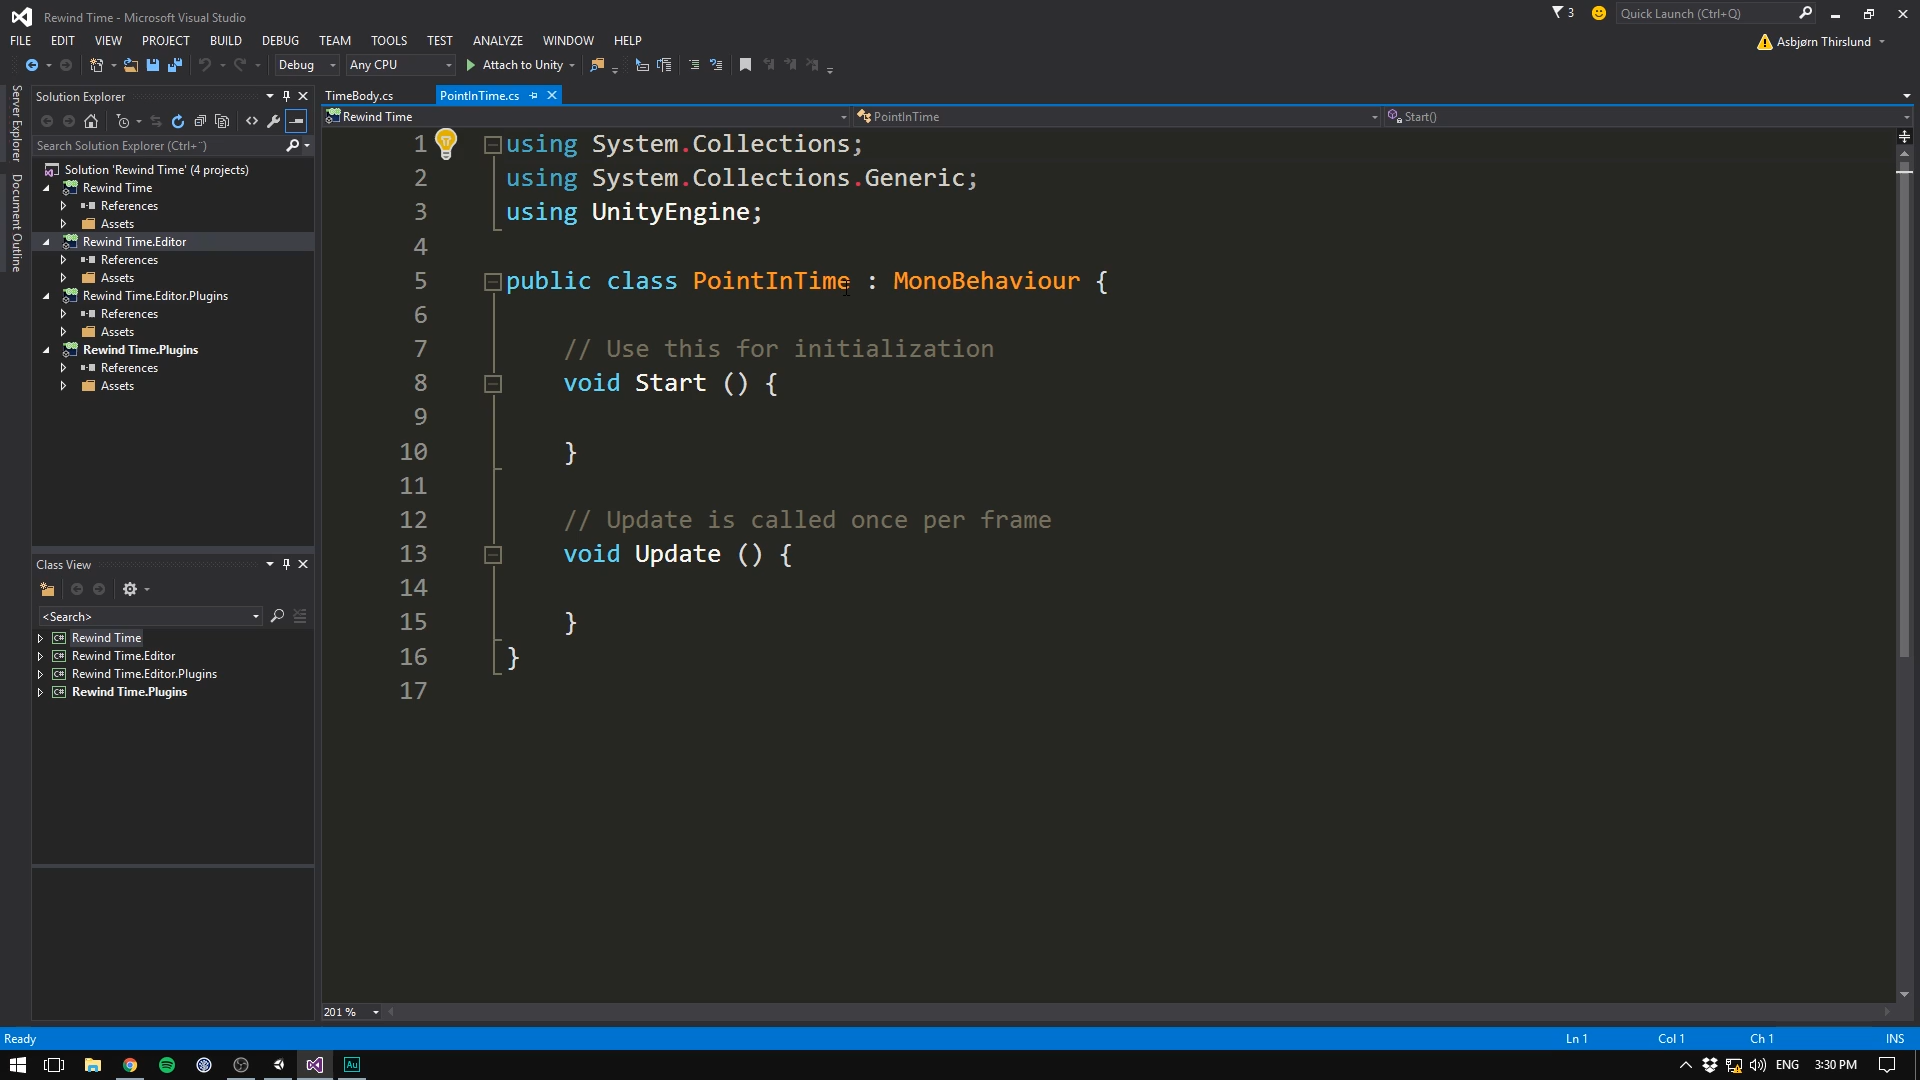 Rewind Time - Microsoft Visual Studio
3
Quick Launch (Ctrl+Q)
FILE EDIT VIEW PROJECT BUILD DEBUG TEAM TOOLS TEST ANALYZE WINDOW HELP
Asbjørn Thirslund
Debug Any CPU Attach to Unity
Server Explorer
Document Outline
Solution Explorer
Search Solution Explorer (Ctrl+¨)
Solution 'Rewind Time' (4 projects)
Rewind Time
References
Assets
Rewind Time.Editor
References
Assets
Rewind Time.Editor.Plugins
References
Assets
Rewind Time.Plugins
References
Assets
Class View
<Search>
Rewind Time
Rewind Time.Editor
Rewind Time.Editor.Plugins
Rewind Time.Plugins
TimeBody.cs PointInTime.cs
Rewind Time PointInTime Start()
1 using System.Collections;
2 using System.Collections.Generic;
3 using UnityEngine;
4
5 public class PointInTime : MonoBehaviour {
6
7 // Use this for initialization
8 void Start () {
9
10 }
11
12 // Update is called once per frame
13 void Update () {
14
15 }
16 }
17
201 %
Ready Ln 1 Col 1 Ch 1 INS
Au
ENG 3:30 PM